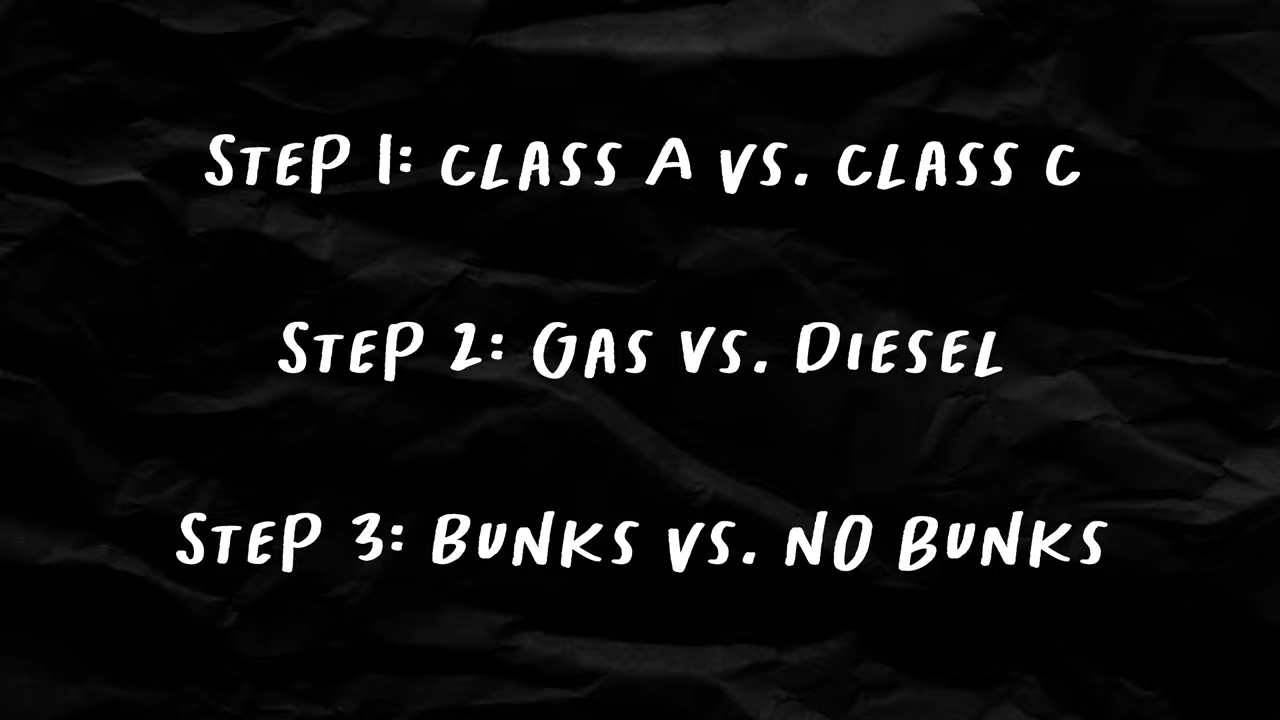 STEP 1: CLASS A VS. CLASS C
STEP 2: GAS VS. DIESEL
STEP 3: BUNKS VS. NO BUNKS